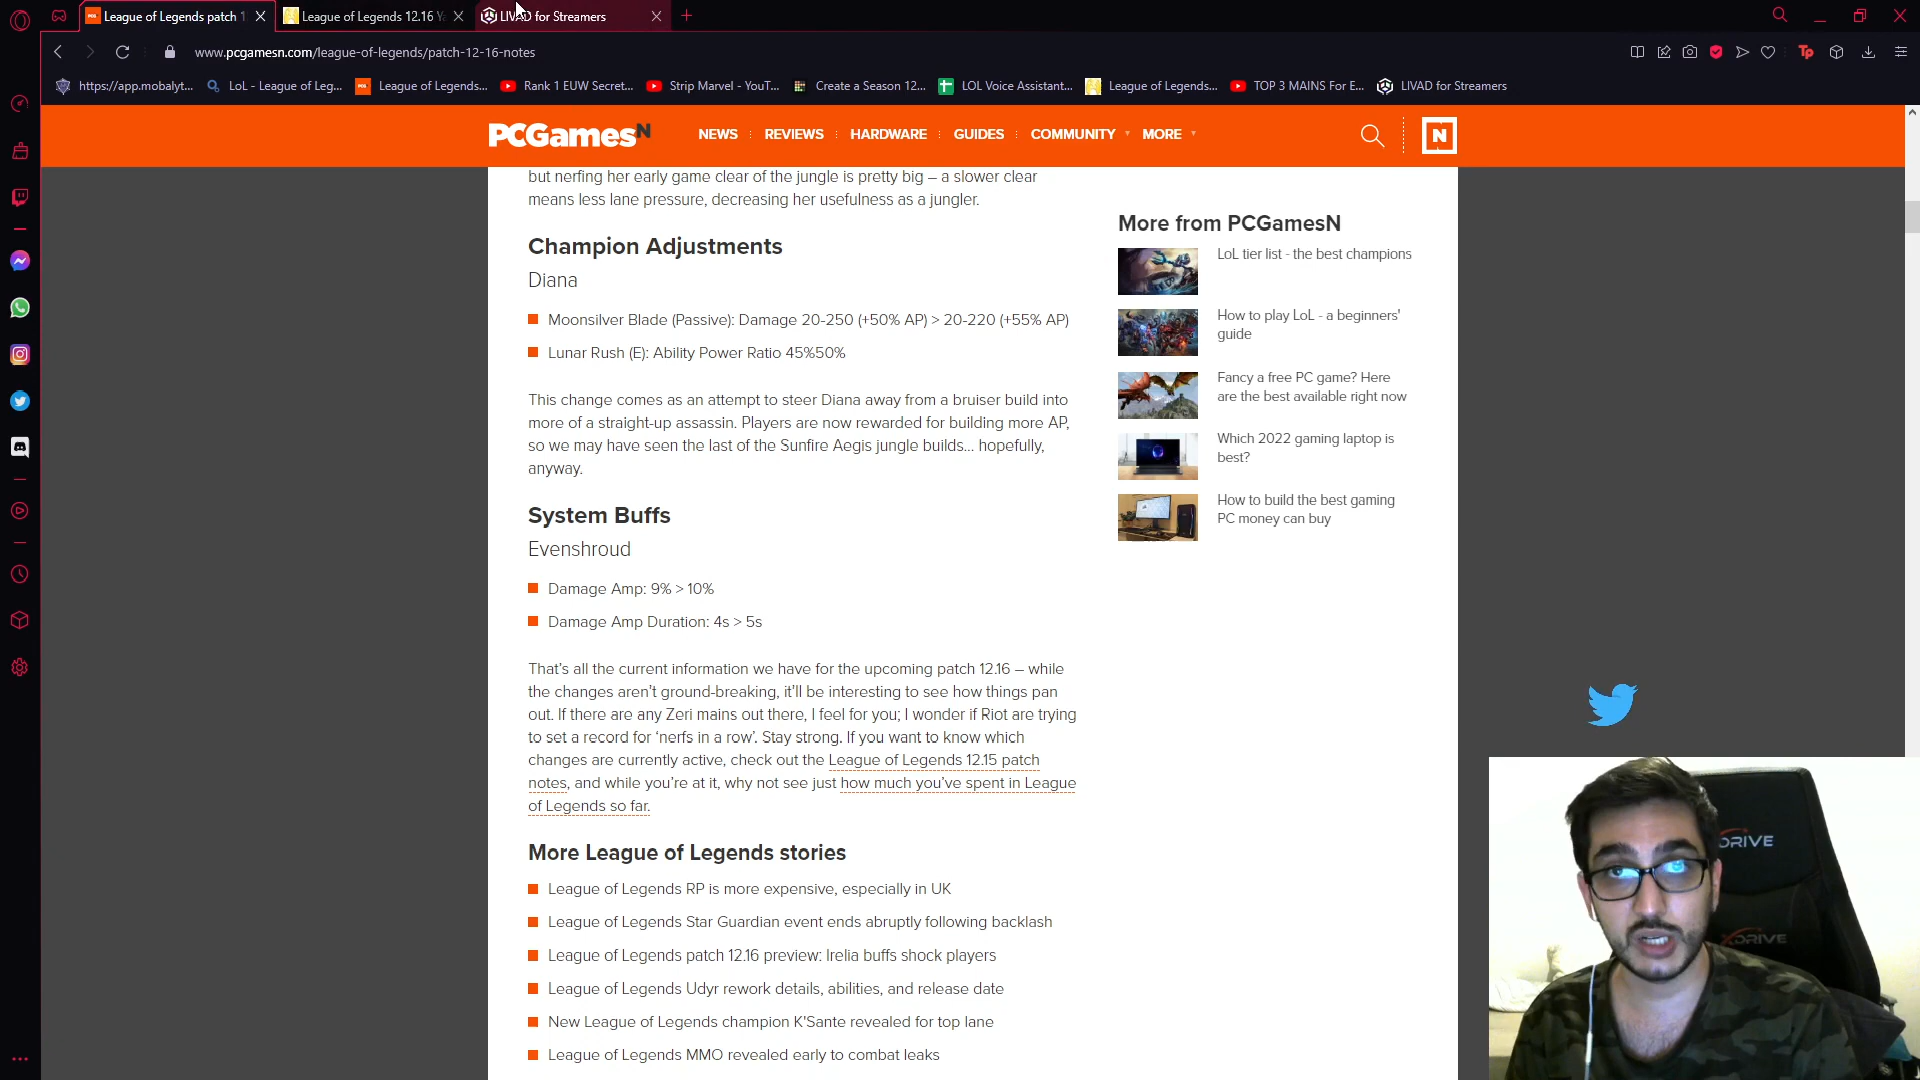 League of Legends patch 1
League of Legends 12.16 Y
LIVAD for Streamers
www.pcgamesn.com/league-of-legends/patch-12-16-notes
https://app.mobalyt...
LoL - League of Leg...
League of Legends...
Rank 1 EUW Secret...
Strip Marvel - YouT...
Create a Season 12...
LOL Voice Assistant...
League of Legends...
TOP 3 MAINS For E...
LIVAD for Streamers
PCGamesN
NEWS
REVIEWS
HARDWARE
GUIDES
COMMUNITY
MORE
N
but nerfing her early game clear of the jungle is pretty big – a slower clear
means less lane pressure, decreasing her usefulness as a jungler.
Champion Adjustments
Diana
Moonsilver Blade (Passive): Damage 20-250 (+50% AP) > 20-220 (+55% AP)
Lunar Rush (E): Ability Power Ratio 45%50%
This change comes as an attempt to steer Diana away from a bruiser build into
more of a straight-up assassin. Players are now rewarded for building more AP,
so we may have seen the last of the Sunfire Aegis jungle builds... hopefully,
anyway.
System Buffs
Evenshroud
Damage Amp: 9% > 10%
Damage Amp Duration: 4s > 5s
That's all the current information we have for the upcoming patch 12.16 – while
the changes aren't ground-breaking, it'll be interesting to see how things pan
out. If there are any Zeri mains out there, I feel for you; I wonder if Riot are trying
to set a record for 'nerfs in a row'. Stay strong. If you want to know which
changes are currently active, check out the League of Legends 12.15 patch
notes, and while you're at it, why not see just how much you've spent in League
of Legends so far.
More League of Legends stories
League of Legends RP is more expensive, especially in UK
League of Legends Star Guardian event ends abruptly following backlash
League of Legends patch 12.16 preview: Irelia buffs shock players
League of Legends Udyr rework details, abilities, and release date
New League of Legends champion K'Sante revealed for top lane
League of Legends MMO revealed early to combat leaks
More from PCGamesN
LoL tier list - the best champions
How to play LoL - a beginners'
guide
Fancy a free PC game? Here
are the best available right now
Which 2022 gaming laptop is
best?
How to build the best gaming
PC money can buy
DRIVE
XDRIVE